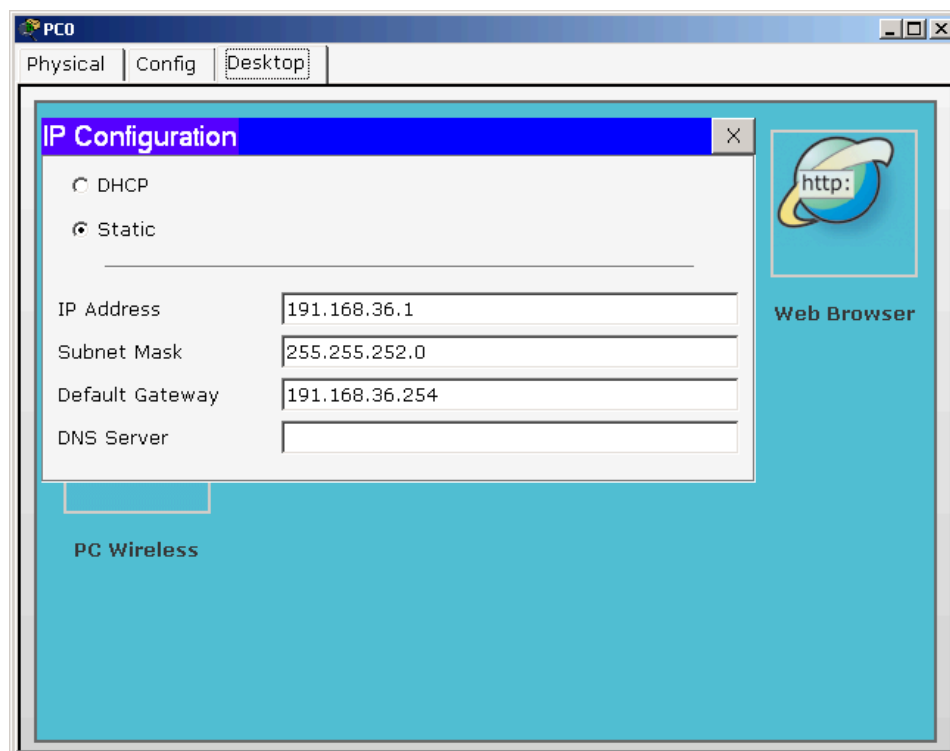 PC0
Physical Config Desktop
IP Configuration X
http:
DHCP
Static
IP Address 191.168.36.1
Web Browser
Subnet Mask 255.255.252.0
Default Gateway 191.168.36.254
DNS Server
PC Wireless